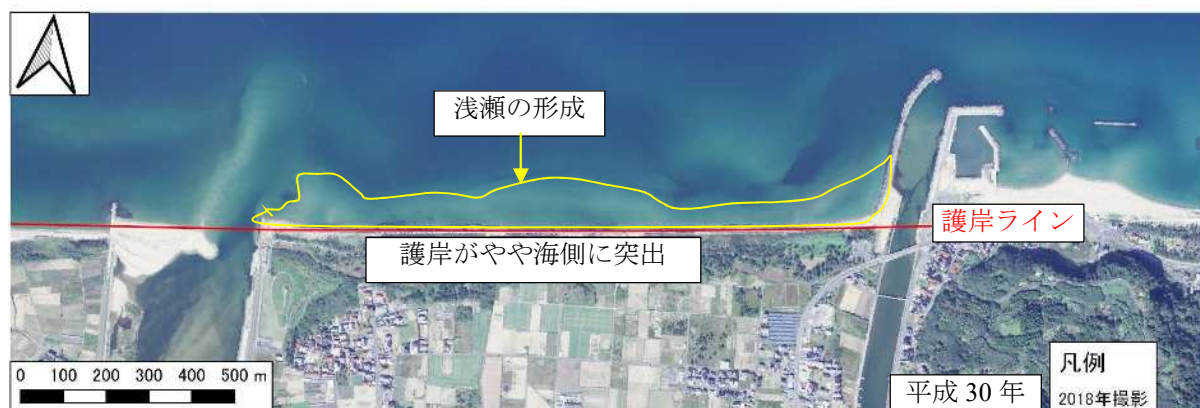 浅瀬の形成
護岸ライン
護岸がやや海側に突出
0 100 200 300 400 500 m
平成 30 年
凡例
2018年撮影